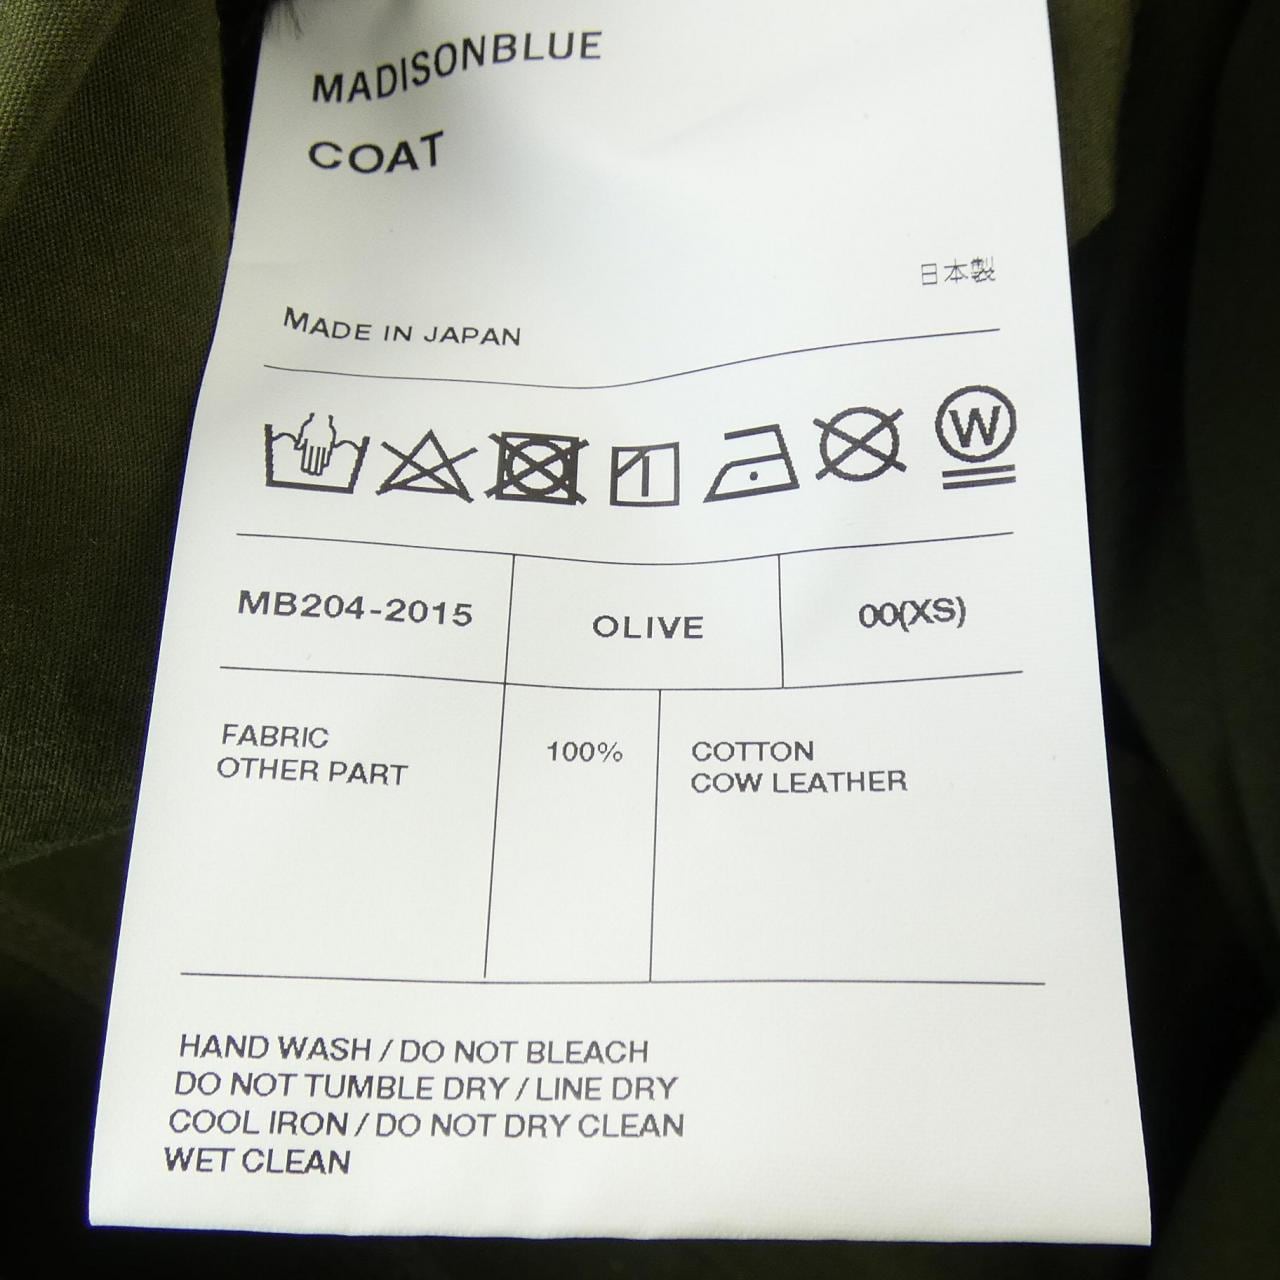 MADISONBLUE
COAT
日本製
MADE IN JAPAN
W
MB204-2015 OLIVE 00(XS)
FABRIC 100% COTTON
OTHER PART COW LEATHER
HAND WASH / DO NOT BLEACH
DO NOT TUMBLE DRY / LINE DRY
COOL IRON / DO NOT DRY CLEAN
WET CLEAN